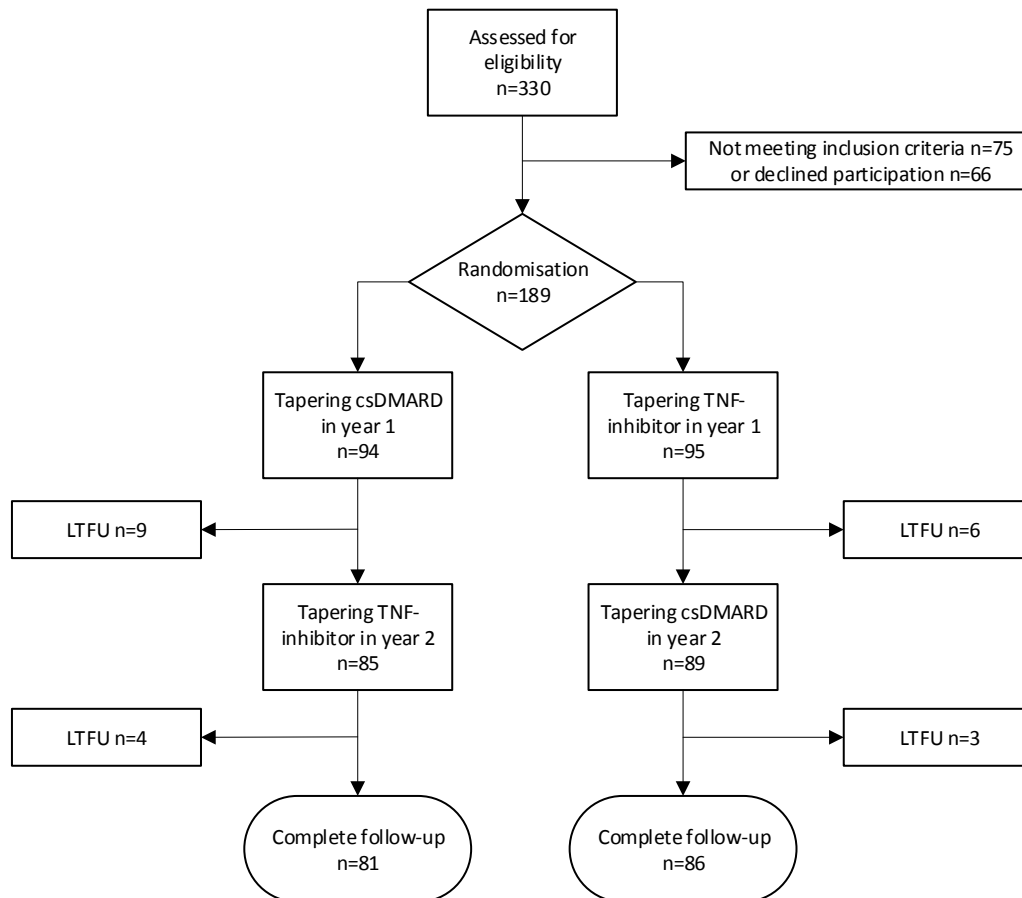 Assessed for
eligibility
n=330
Not meeting inclusion criteria n=75
or declined participation n=66
Randomisation
n=189
Tapering csDMARD
in year 1
n=94
Tapering TNF-
inhibitor in year 1
n=95
LTFU n=9
LTFU n=6
Tapering TNF-
inhibitor in year 2
n=85
Tapering csDMARD
in year 2
n=89
LTFU n=4
LTFU n=3
Complete follow-up
n=81
Complete follow-up
n=86